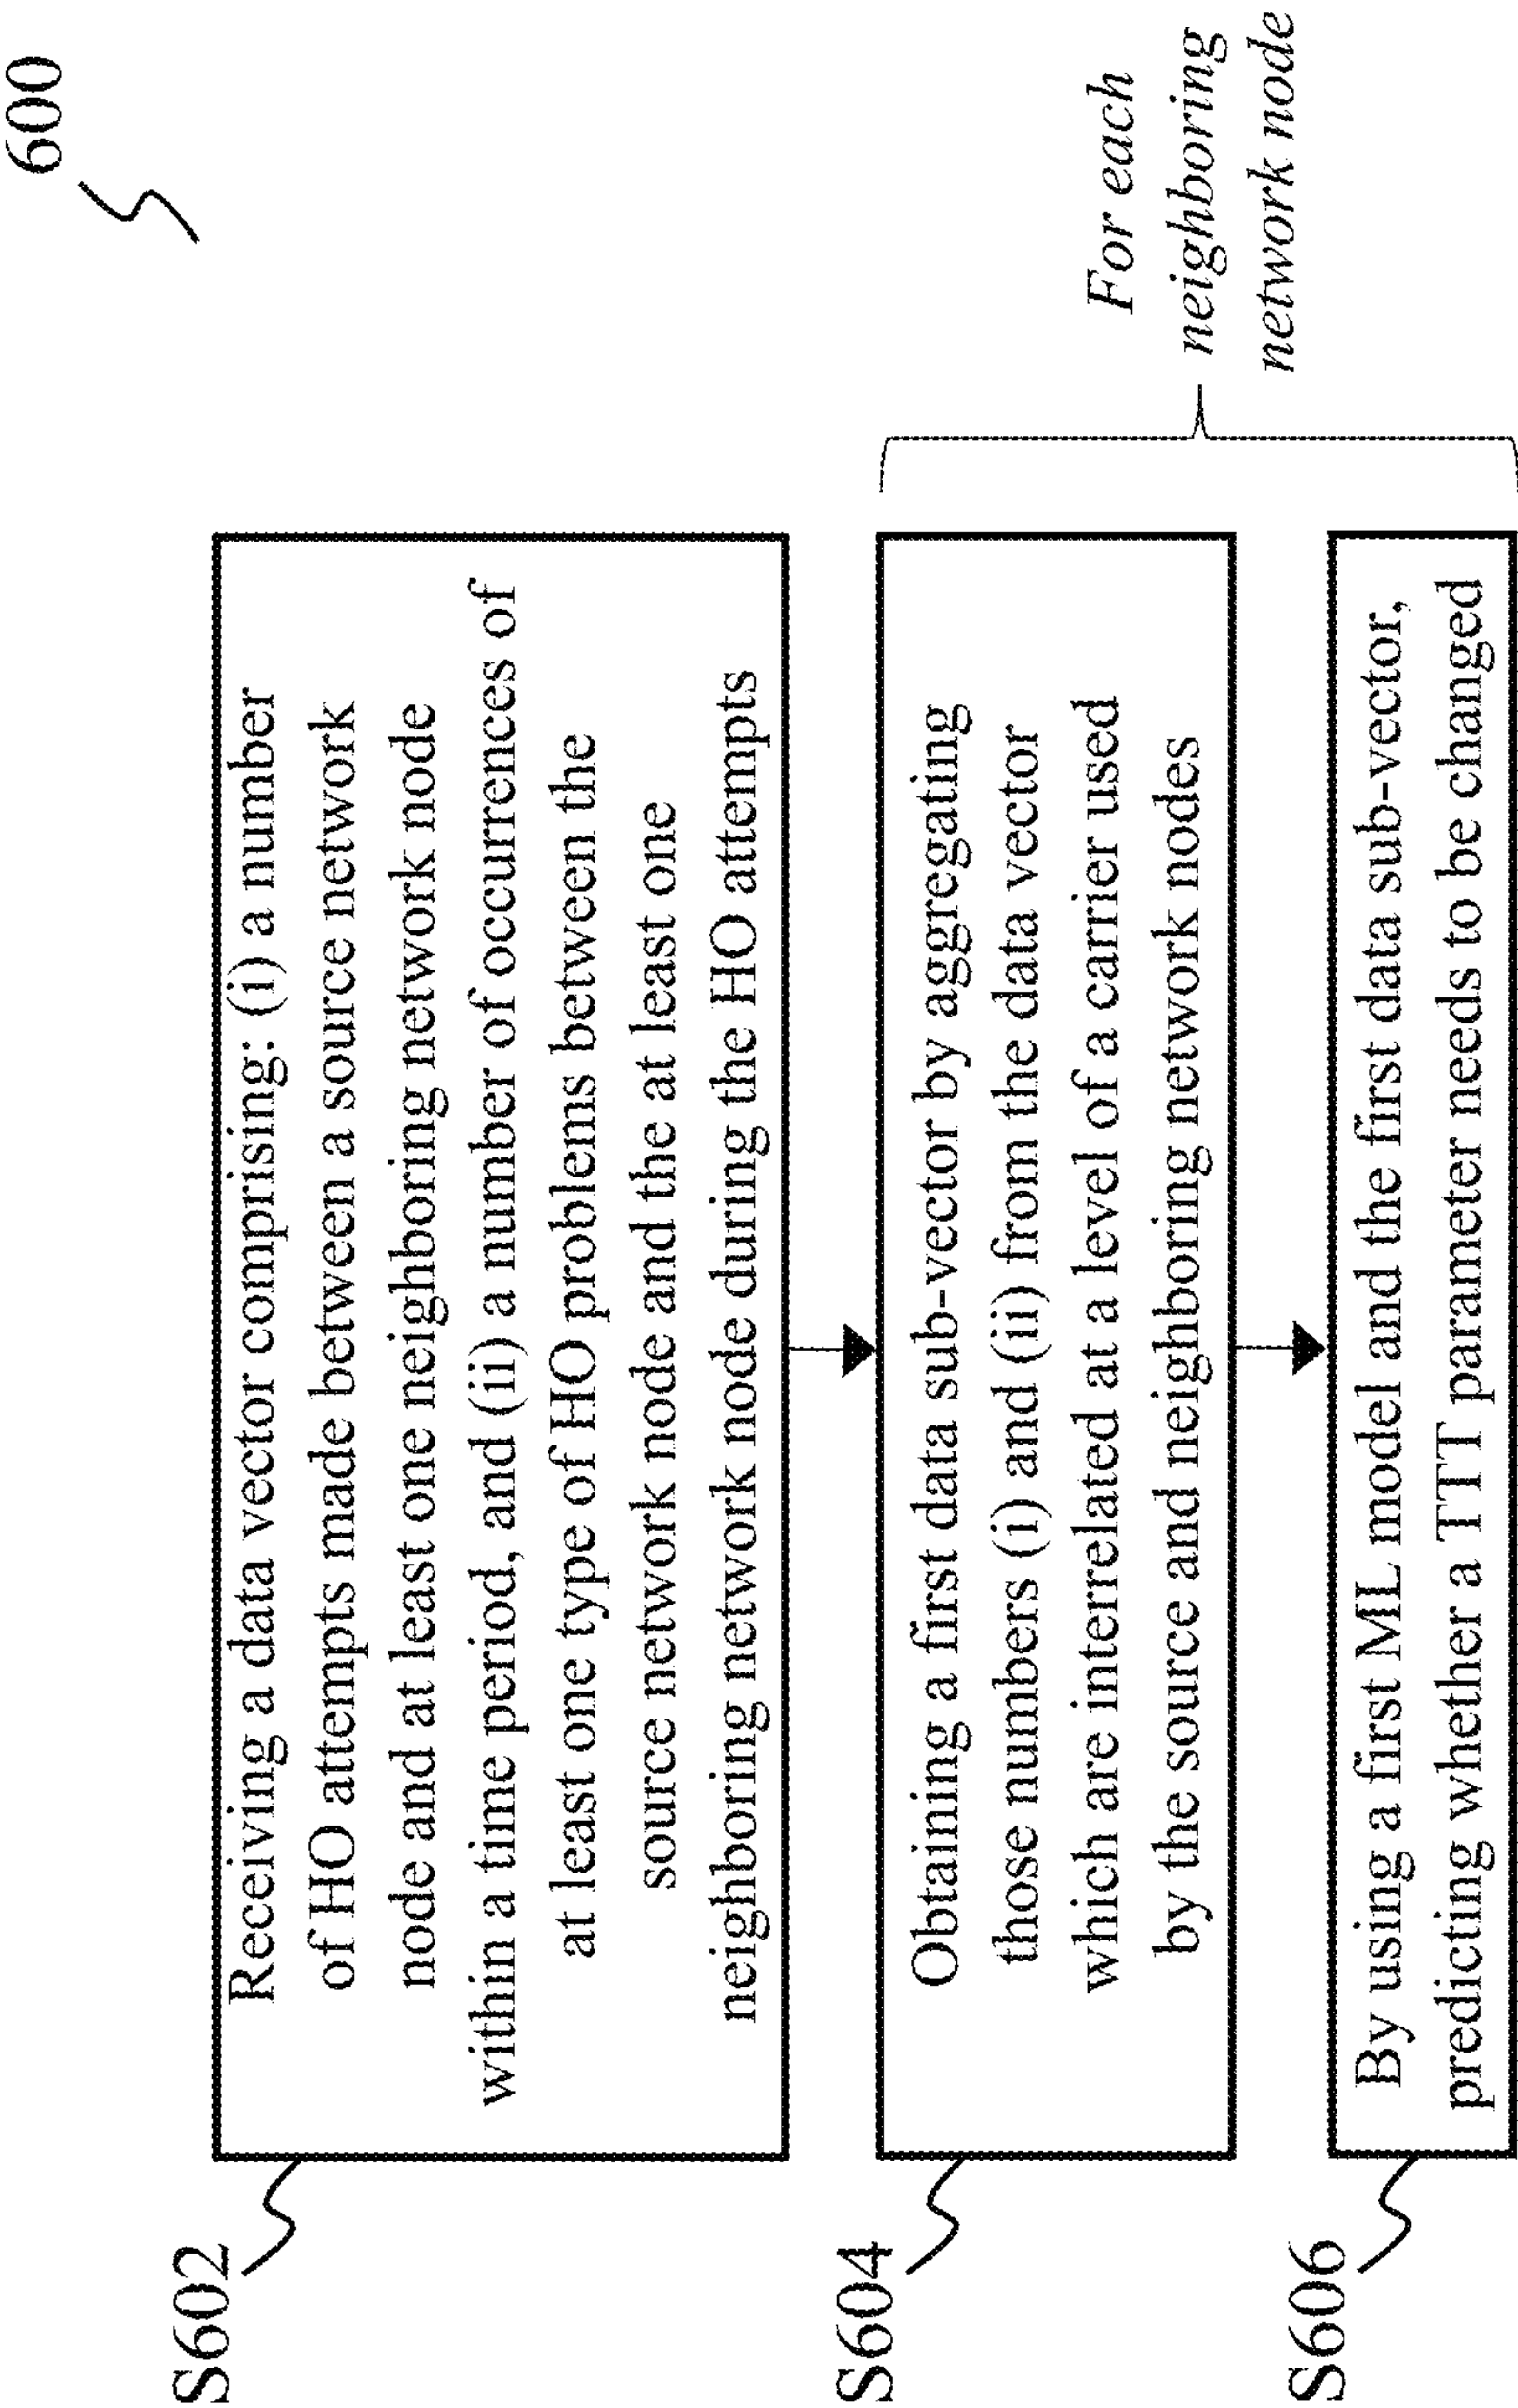 600
S602
Receiving a data vector comprising: (i) a number
of HO attempts made between a source network
node and at least one neighboring network node
within a time period, and (ii) a number of occurrences of
at least one type of HO problems between the
source network node and the at least one
neighboring network node during the HO attempts
S604
Obtaining a first data sub-vector by aggregating
those numbers (i) and (ii) from the data vector
which are interrelated at a level of a carrier used
by the source and neighboring network nodes
For each
neighboring
network node
S606
By using a first ML model and the first data sub-vector,
predicting whether a TTT parameter needs to be changed